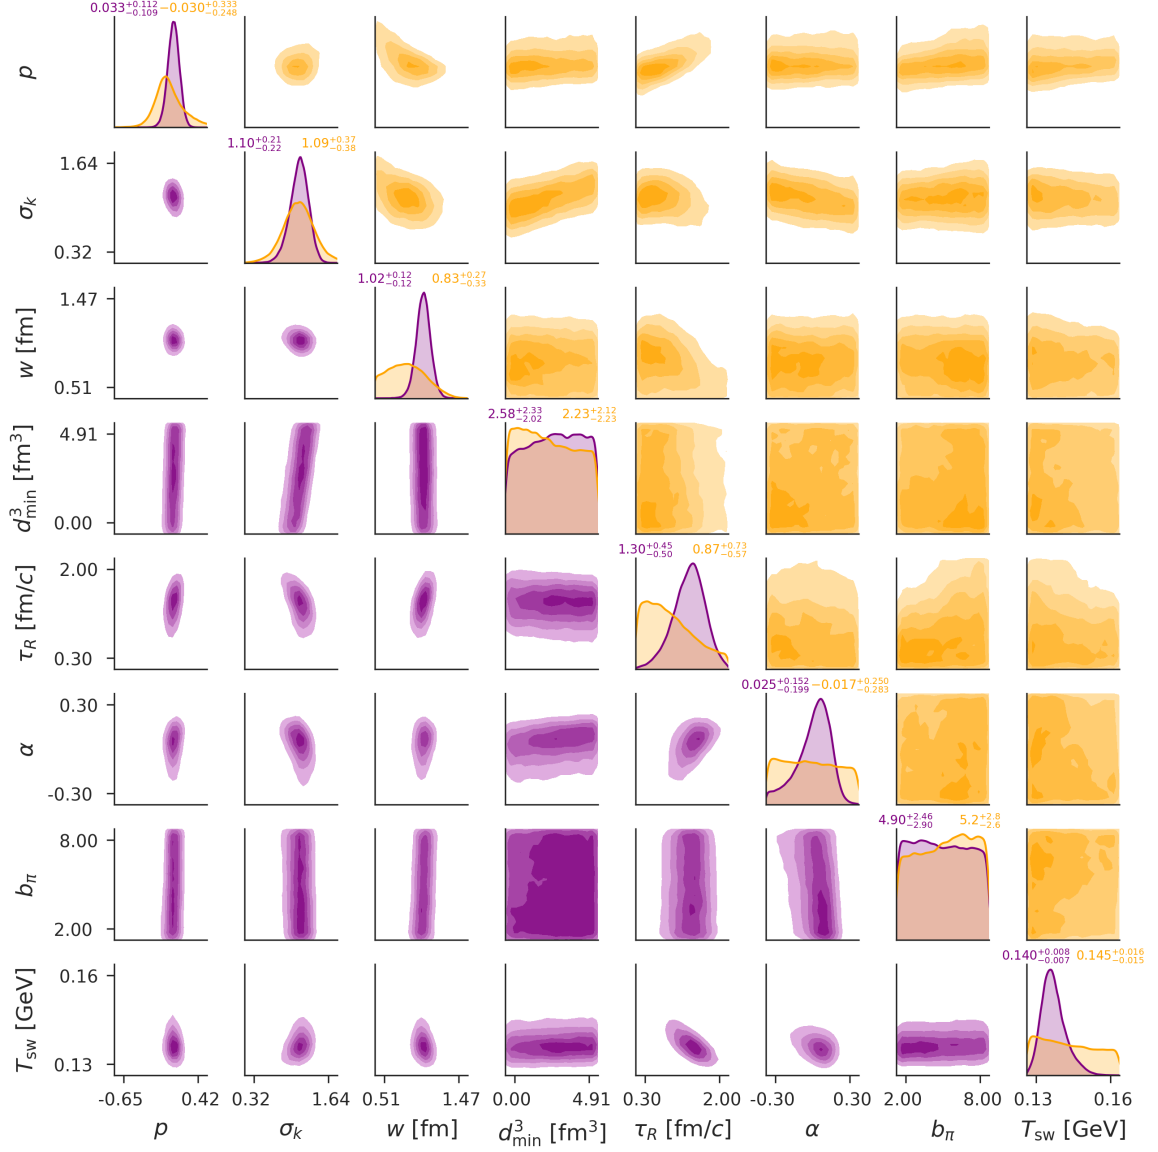 0.033+0.112−0.109 −0.030+0.333−0.248
p
1.10+0.21−0.22 1.09+0.37−0.38
1.64
σk
0.32
1.02+0.12−0.12 0.83+0.27−0.33
1.47
w [fm]
0.51
2.58+2.33−2.02 2.23+2.12−2.23
4.91
d3min [fm3]
0.00
1.30+0.45−0.50 0.87+0.73−0.57
2.00
τR [fm/c]
0.30
0.025+0.152−0.199 −0.017+0.250−0.283
0.30
α
-0.30
4.90+2.46−2.90 5.2+2.8−2.6
8.00
bπ
2.00
0.140+0.008−0.007 0.145+0.016−0.015
0.16
Tsw [GeV]
0.13
-0.65 0.42 0.32 1.64 0.51 1.47 0.00 4.91 0.30 2.00 -0.30 0.30 2.00 8.00 0.13 0.16
p σk w [fm] d3min [fm3] τR [fm/c] α bπ Tsw [GeV]